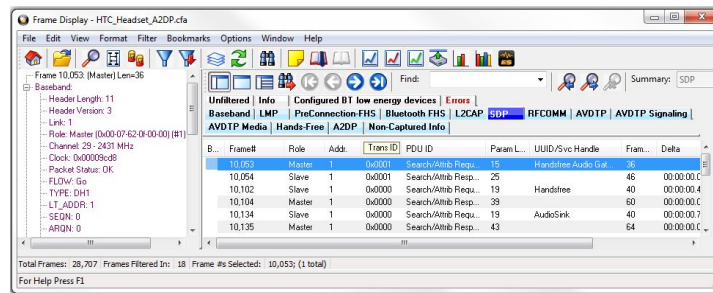 Frame Display - HTC_Headset_A2DP.cfa
File Edit View Format Filter Bookmarks Options Window Help
Find: Summary: SDP
Frame 10,053: (Master) Len=36
Baseband:
Header Length: 11
Header Version: 3
Link: 1
Role: Master (0x00-07-62-0f-00-00) (#1)
Channel: 29 - 2431 MHz
Clock: 0x00009cd8
Packet Status: OK
FLOW: Go
TYPE: DH1
LT_ADDR: 1
SEQN: 0
ARQN: 0
Unfiltered Info Configured BT low energy devices Errors
Baseband LMP PreConnection-FHS Bluetooth FHS L2CAP SDP RFCOMM AVDTP AVDTP Signaling
AVDTP Media Hands-Free A2DP Non-Captured Info
B... Frame# Role Addr. Trans ID PDU ID Param L... UUID/Svc Handle Fram... Delta
10,053 Master 1 0x0001 Search/Attrib Requ... 15 Handsfree Audio Gat... 36
10,054 Slave 1 0x0001 Search/Attrib Resp... 25 46 00:00:00.0
10,102 Slave 1 0x0000 Search/Attrib Requ... 19 Handsfree 40 00:00:00.4
10,104 Master 1 0x0000 Search/Attrib Resp... 39 60 00:00:00.0
10,134 Slave 1 0x0000 Search/Attrib Requ... 19 AudioSink 40 00:00:00.7
10,135 Master 1 0x0000 Search/Attrib Resp... 43 64 00:00:00.0
Total Frames: 28,707 Frames Filtered In: 18 Frame #s Selected: 10,053; (1 total)
For Help Press F1